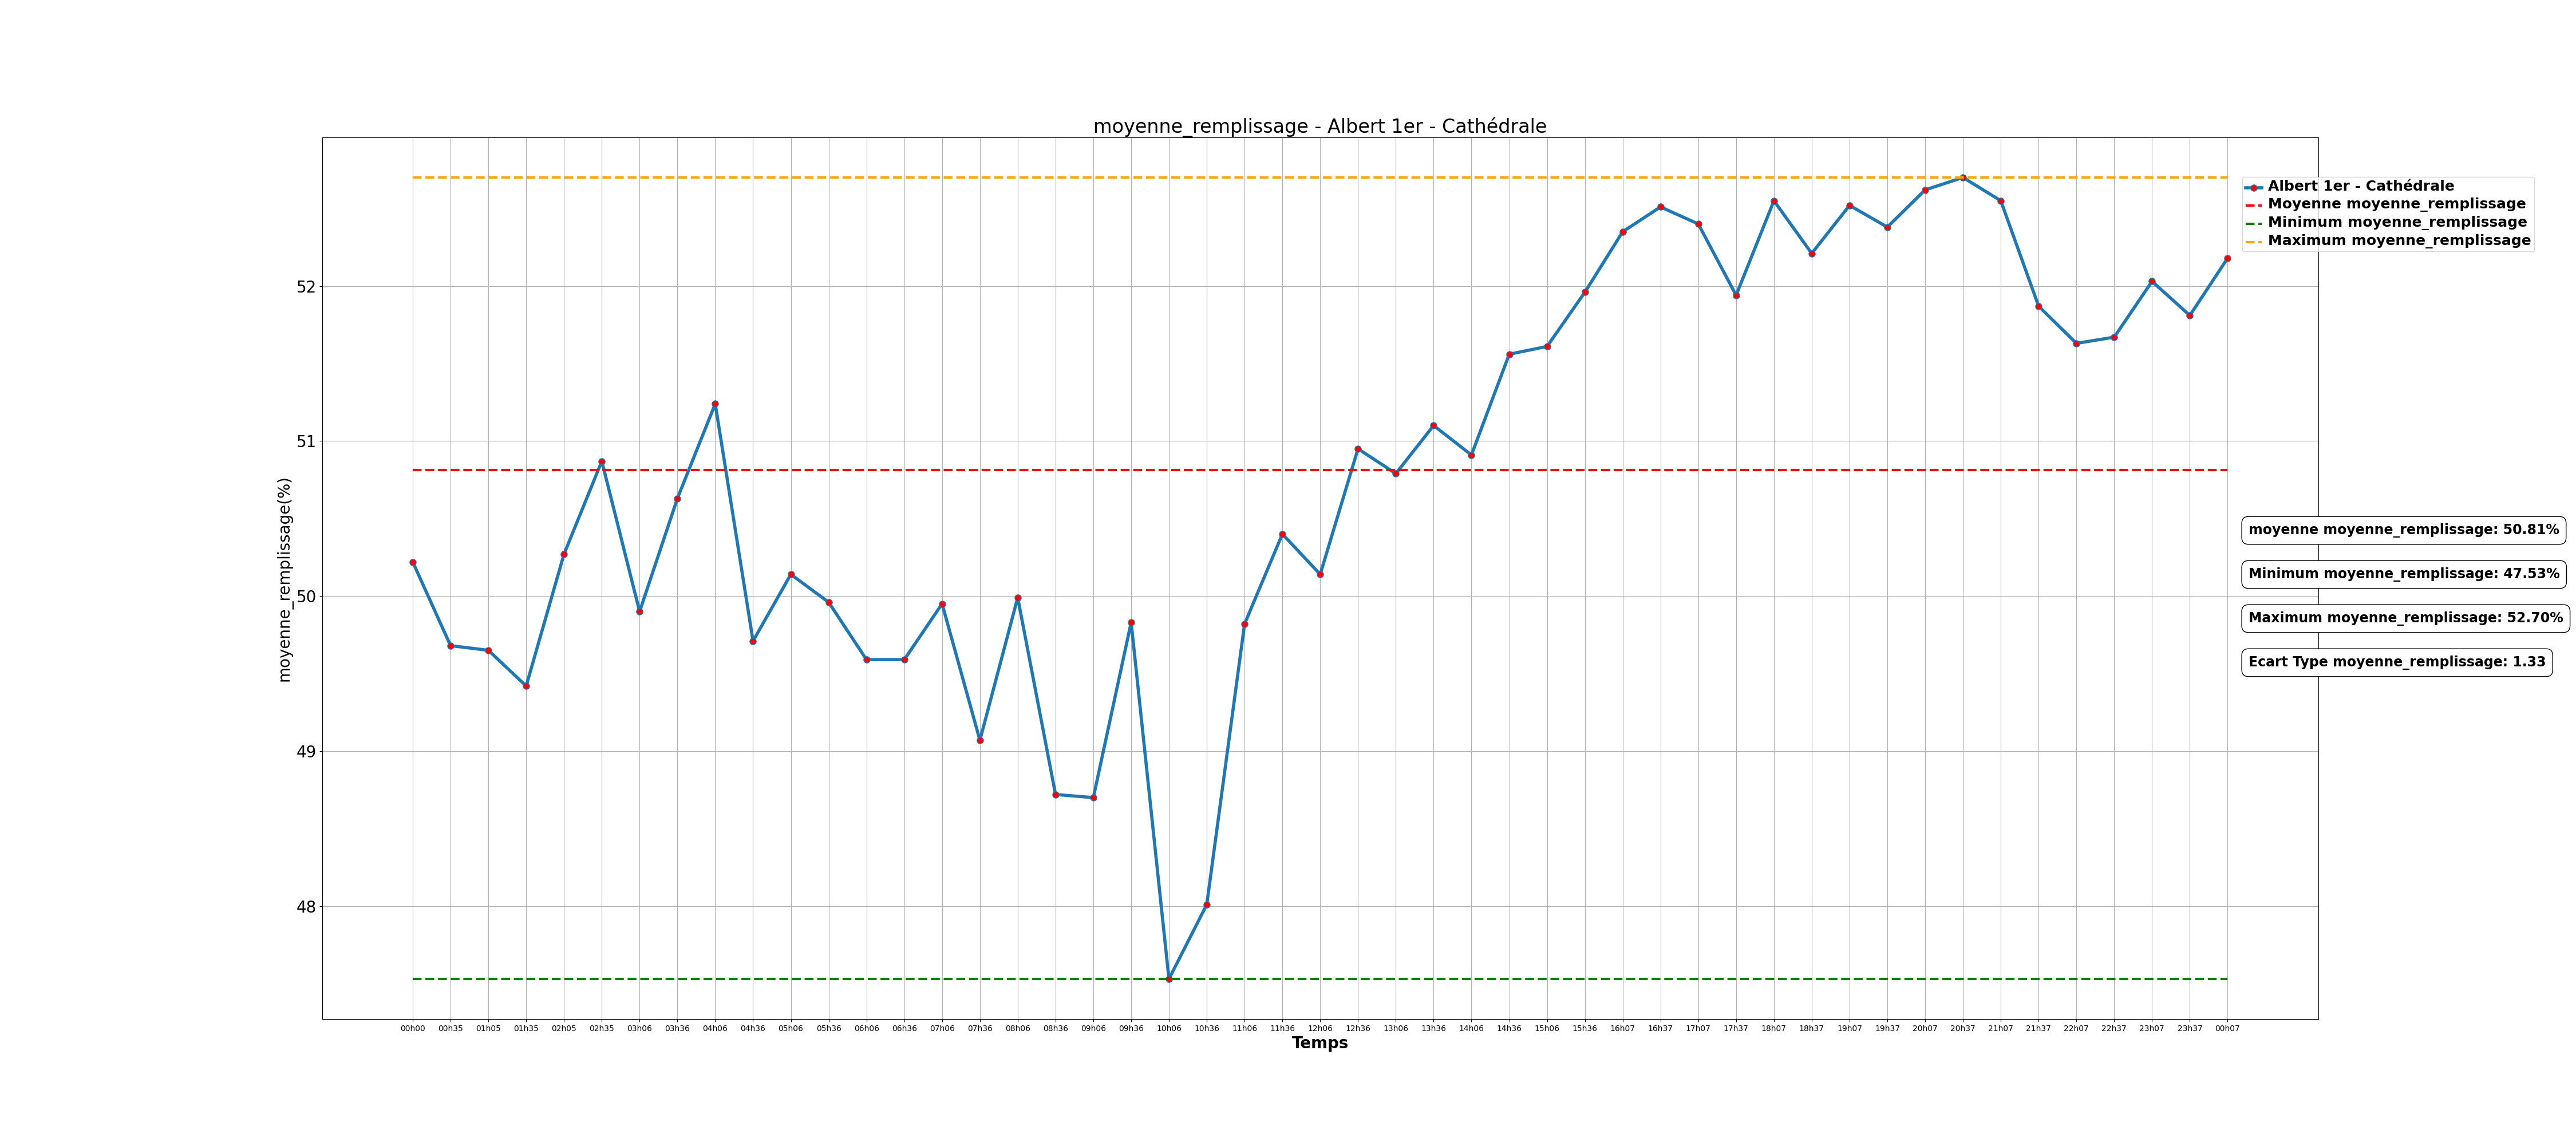 moyenne_remplissage - Albert 1er - Cathédrale
Albert 1er - Cathédrale
Moyenne moyenne_remplissage
Minimum moyenne_remplissage
Maximum moyenne_remplissage
52
51
50
49
48
moyenne_remplissage(%)
moyenne moyenne_remplissage: 50.81%
Minimum moyenne_remplissage: 47.53%
Maximum moyenne_remplissage: 52.70%
Ecart Type moyenne_remplissage: 1.33
00h00 00h35 01h05 01h35 02h05 02h35 03h06 03h36 04h06 04h36 05h06 05h36 06h06 06h36 07h06 07h36 08h06 08h36 09h06 09h36 10h06 10h36 11h06 11h36 12h06 12h36 13h06 13h36 14h06 14h36 15h06 15h36 16h07 16h37 17h07 17h37 18h07 18h37 19h07 19h37 20h07 20h37 21h07 21h37 22h07 22h37 23h07 23h37 00h07
Temps